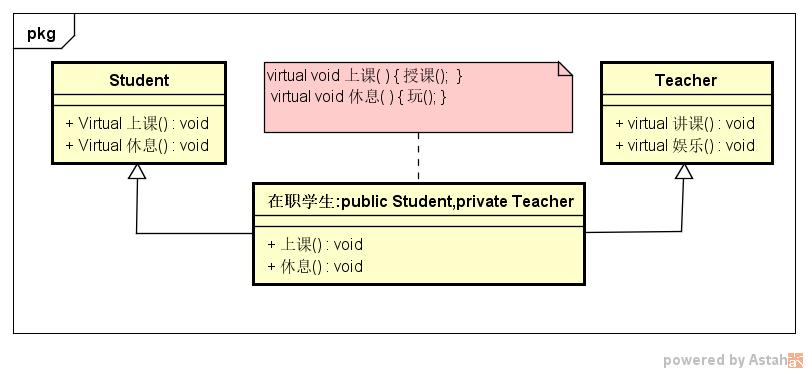 pkg
Student
+ Virtual 上课() : void
+ Virtual 休息() : void
virtual void 上课( ) { 授课();  }
virtual void 休息( ) { 玩(); }
Teacher
+ virtual 讲课() : void
+ virtual 娱乐() : void
在职学生:public Student,private Teacher
+ 上课() : void
+ 休息() : void
powered by Astah